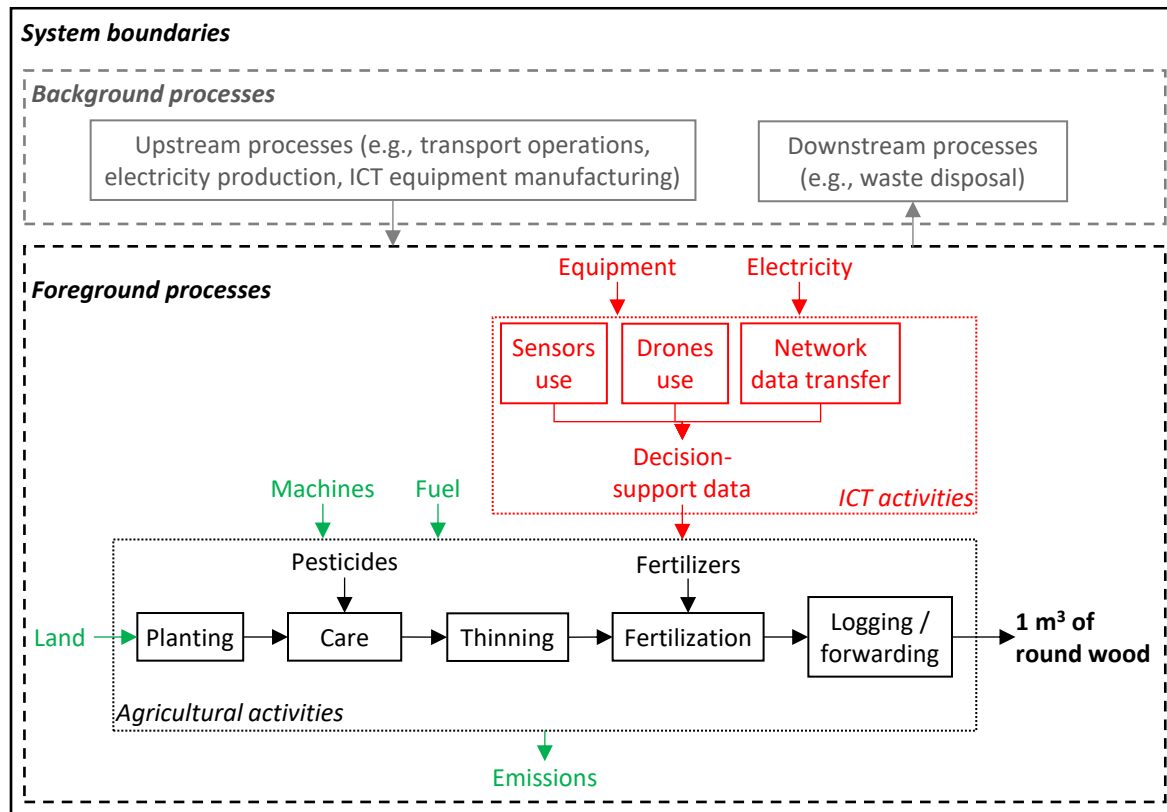 System boundaries
Background processes
Upstream processes (e.g., transport operations,
electricity production, ICT equipment manufacturing)
Downstream processes
(e.g., waste disposal)
Foreground processes
Equipment
Electricity
Sensors
use
Drones
use
Network
data transfer
Decision-
support data
ICT activities
Machines
Fuel
Pesticides
Fertilizers
Land
Planting
Care
Thinning
Fertilization
Logging /
forwarding
1 m³ of
round wood
Agricultural activities
Emissions